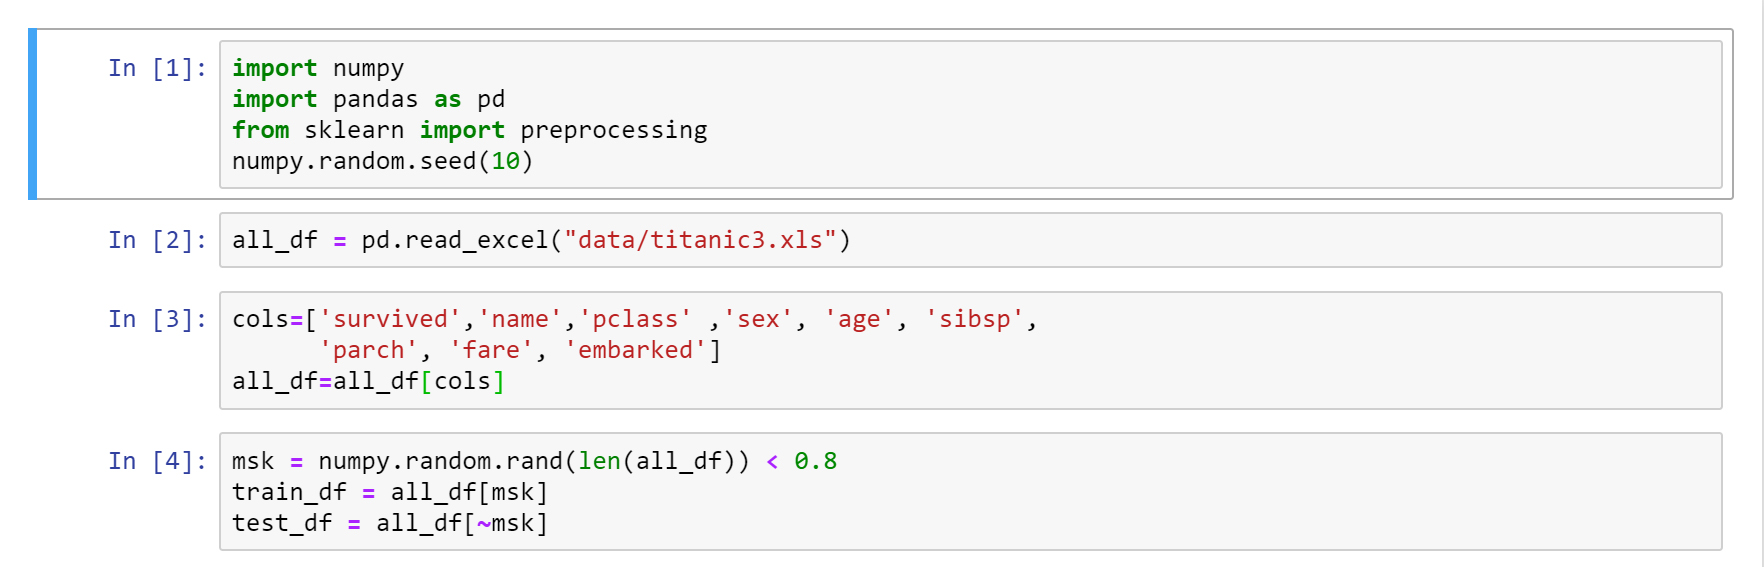 In [1]: import numpy
import pandas as pd
from sklearn import preprocessing
numpy.random.seed(10)
In [2]: all_df = pd.read_excel("data/titanic3.xls")
In [3]: cols=['survived','name','pclass' ,'sex', 'age', 'sibsp',
'parch', 'fare', 'embarked']
all_df=all_df[cols]
In [4]: msk = numpy.random.rand(len(all_df)) < 0.8
train_df = all_df[msk]
test_df = all_df[~msk]